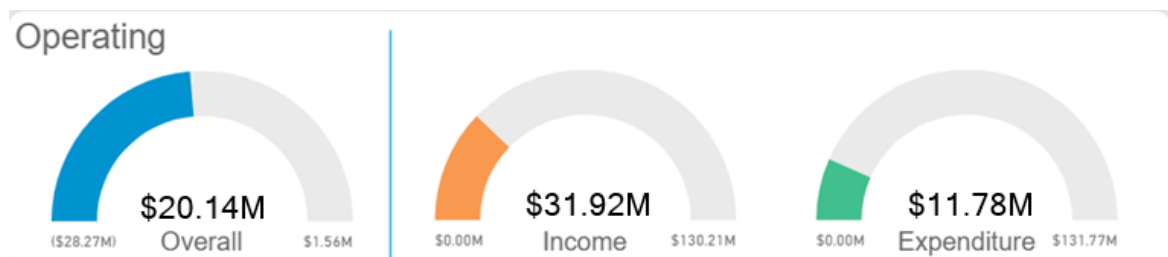 Operating
$20.14M
($28.27M) Overall $1.56M
$31.92M
$0.00M Income $130.21M
$11.78M
$0.00M Expenditure $131.77M